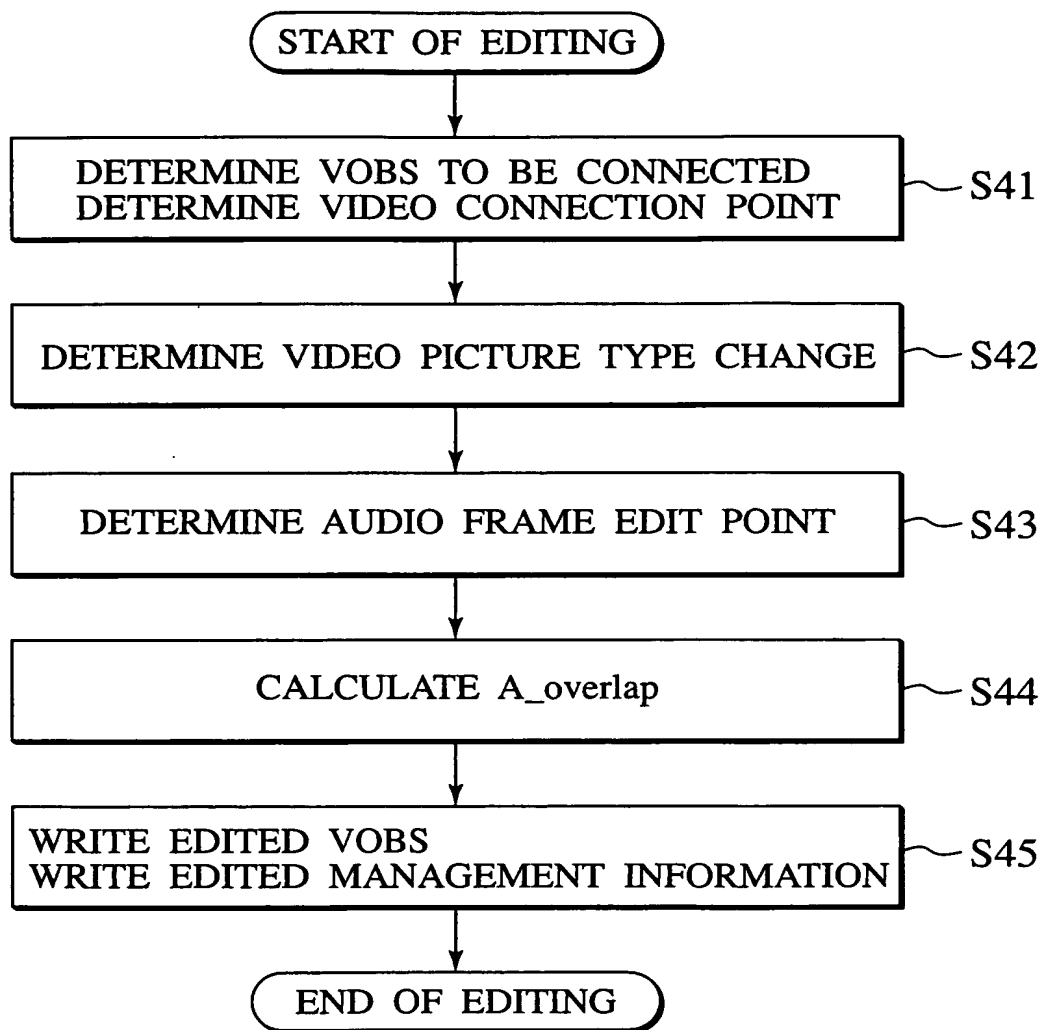 START OF EDITING
DETERMINE VOBS TO BE CONNECTED
DETERMINE VIDEO CONNECTION POINT
S41
DETERMINE VIDEO PICTURE TYPE CHANGE
S42
DETERMINE AUDIO FRAME EDIT POINT
S43
CALCULATE A_overlap
S44
WRITE EDITED VOBS
WRITE EDITED MANAGEMENT INFORMATION
S45
END OF EDITING